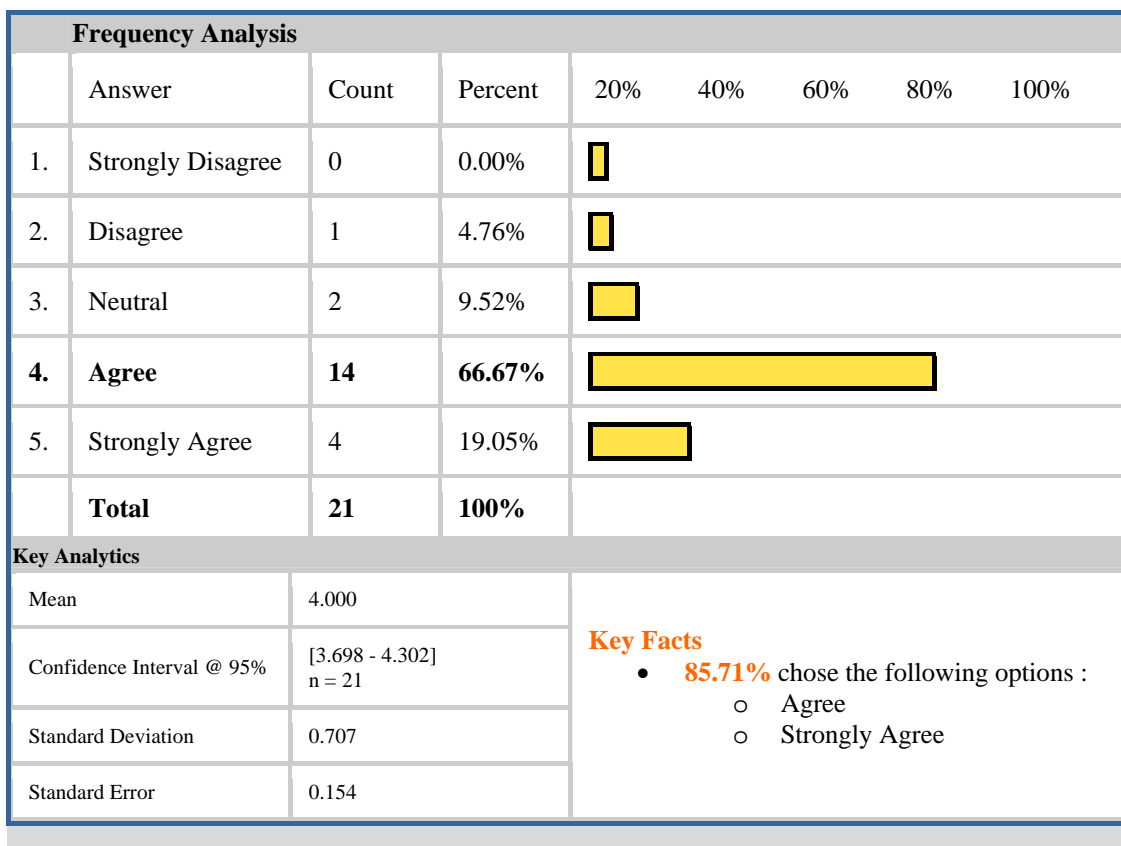 Frequency Analysis
Answer Count Percent 20% 40% 60% 80% 100%
1. Strongly Disagree 0 0.00%
2. Disagree 1 4.76%
3. Neutral 2 9.52%
4. Agree 14 66.67%
5. Strongly Agree 4 19.05%
Total 21 100%
Key Analytics
Mean 4.000
Confidence Interval @ 95% [3.698 - 4.302]
n = 21
Standard Deviation 0.707
Standard Error 0.154
Key Facts
• 85.71% chose the following options :
o Agree
o Strongly Agree